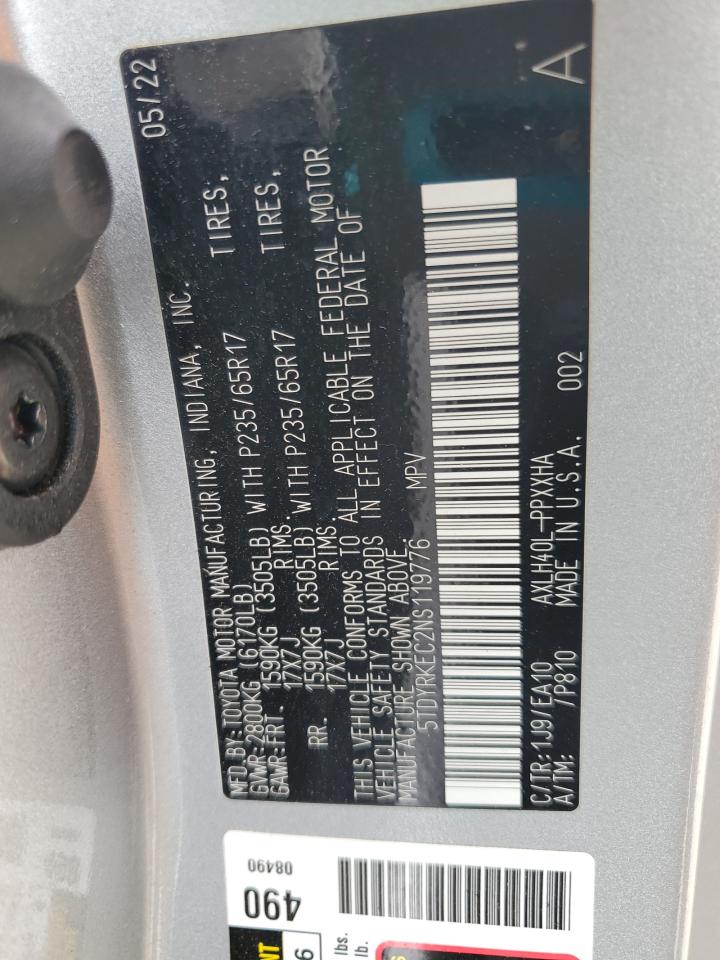 MFD.BY:TOYOTA MOTOR MANUFACTURING, INDIANA, INC. 05/22
GVWR:2800KG (6170LB)
GAWR:FRT. 1590KG (3505LB) WITH P235/65R17 TIRES,
17X7J RIMS.
RR. 1590KG (3505LB) WITH P235/65R17 TIRES,
17X7J RIMS.
THIS VEHICLE CONFORMS TO ALL APPLICABLE FEDERAL MOTOR
VEHICLE SAFETY STANDARDS IN EFFECT ON THE DATE OF
MANUFACTURE SHOWN ABOVE.
5TDYRKEC2NS119776 MPV
C/TR:1J9/EA10 AXLH40L-PPXXHA
A/TM: /P810 MADE IN U.S.A. 002
A
490
08490
lbs.
lb.